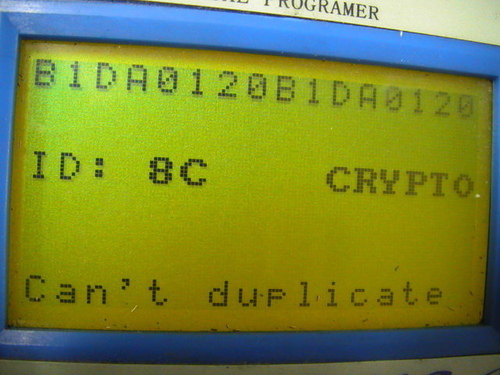 PROGRAMER
B1DA0120B1DA0120
ID: 8C CRYPTO
Can't duplicate